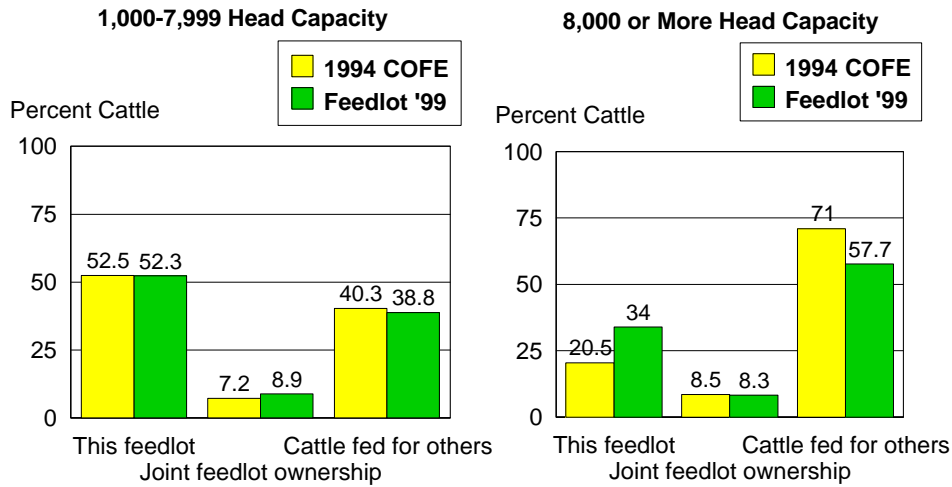 1,000-7,999 Head Capacity
1994 COFE
Feedlot '99
Percent Cattle
100
75
50
25
0
52.5 52.3
7.2 8.9
40.3 38.8
This feedlot
Joint feedlot ownership
Cattle fed for others
8,000 or More Head Capacity
1994 COFE
Feedlot '99
Percent Cattle
100
75
50
25
0
20.5 34
8.5 8.3
71 57.7
This feedlot
Joint feedlot ownership
Cattle fed for others